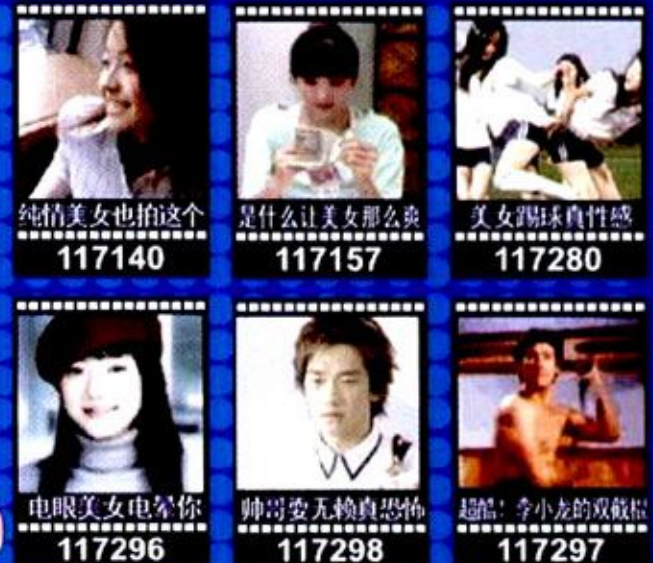 纯情美女也拍这个
117140
是什么让美女那么爽
117157
美女踢球真性感
117280
电眼美女电晕你
117296
帅哥耍无赖真恐怖
117298
超酷！李小龙的双截棍
117297